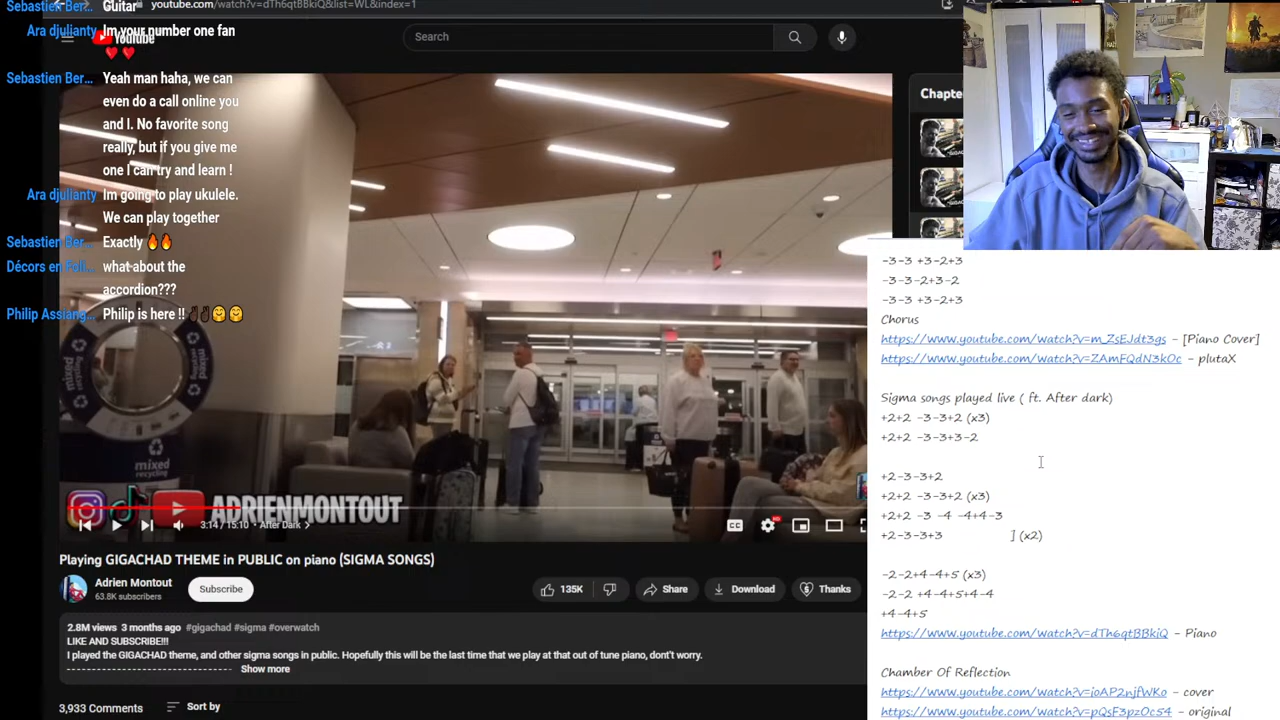 youtube.com/watch?v=dTh6qtBBkiQ&list=WL&index=1
Sebastien Ber... Guitar
Ara djulianty Im your number one fan
❤️ ❤️
Sebastien Ber... Yeah man haha, we can
even do a call online you
and I. No favorite song
really, but if you give me
one I can try and learn !
Ara djulianty Im going to play ukulele.
We can play together
Sebastien Ber... Exactly 🔥🔥
Décors en Foli... what about the
accordion???
Philip Assiang... Philip is here !! ✌🏿✌🏿🤗🤗
YouTube
Search
mixed recycling
mixed recycling
mixed recycling
ADRIENMONTOUT
3:14 / 15:10 • After Dark >
CC
HD
Playing GIGACHAD THEME in PUBLIC on piano (SIGMA SONGS)
Adrien Montout
63.8K subscribers
Subscribe
135K
Share
Download
Thanks
2.8M views 3 months ago #gigachad #sigma #overwatch
LIKE AND SUBSCRIBE!!!
I played the GIGACHAD theme, and other sigma songs in public. Hopefully this will be the last time that we play at that out of tune piano, dont't worry.
Show more
3,933 Comments
Sort by
Chapte
-3-3 +3-2+3
-3-3-2+3-2
-3-3 +3-2+3
Chorus
https://www.youtube.com/watch?v=m_ZsEJdt3gs - [Piano Cover]
https://www.youtube.com/watch?v=ZAmFQdN3kOc - plutaX
Sigma songs played live ( ft. After dark)
+2+2 -3-3+2 (x3)
+2+2 -3-3+3-2
+2-3-3+2
+2+2 -3-3+2 (x3)
+2+2 -3 -4 -4+4-3
+2-3-3+3 ] (x2)
-2-2+4-4+5 (x3)
-2-2 +4-4+5+4-4
+4-4+5
https://www.youtube.com/watch?v=dTh6qtBBkiQ - Piano
Chamber Of Reflection
https://www.youtube.com/watch?v=ioAP2njfWKo - cover
https://www.youtube.com/watch?v=pQsF3pzOc54 - original